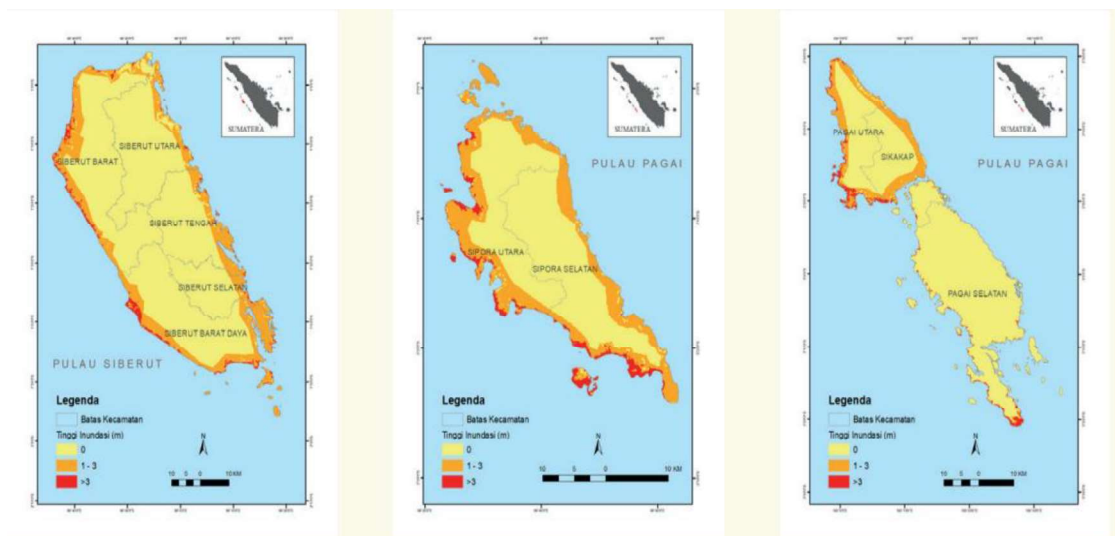 SUMATERA
SIBERUT UTARA
SIBERUT BARAT
SIBERUT TENGAH
SIBERUT SELATAN
SIBERUT BARAT DAYA
PULAU SIBERUT
Legenda
Batas Kecamatan
Tinggi Inundasi (m)
0
1 - 3
>3
N
10 5 0 10 KM
SUMATERA
PULAU PAGAI
SIPORA UTARA
SIPORA SELATAN
Legenda
Batas Kecamatan
Tinggi Inundasi (m)
0
1 - 3
>3
N
10 5 0 10 KM
SUMATERA
PAGAI UTARA
SIKAKAP
PULAU PAGAI
PAGAI SELATAN
Legenda
Batas Kecamatan
Tinggi Inundasi (m)
0
1 - 3
>3
N
10 5 0 10 KM